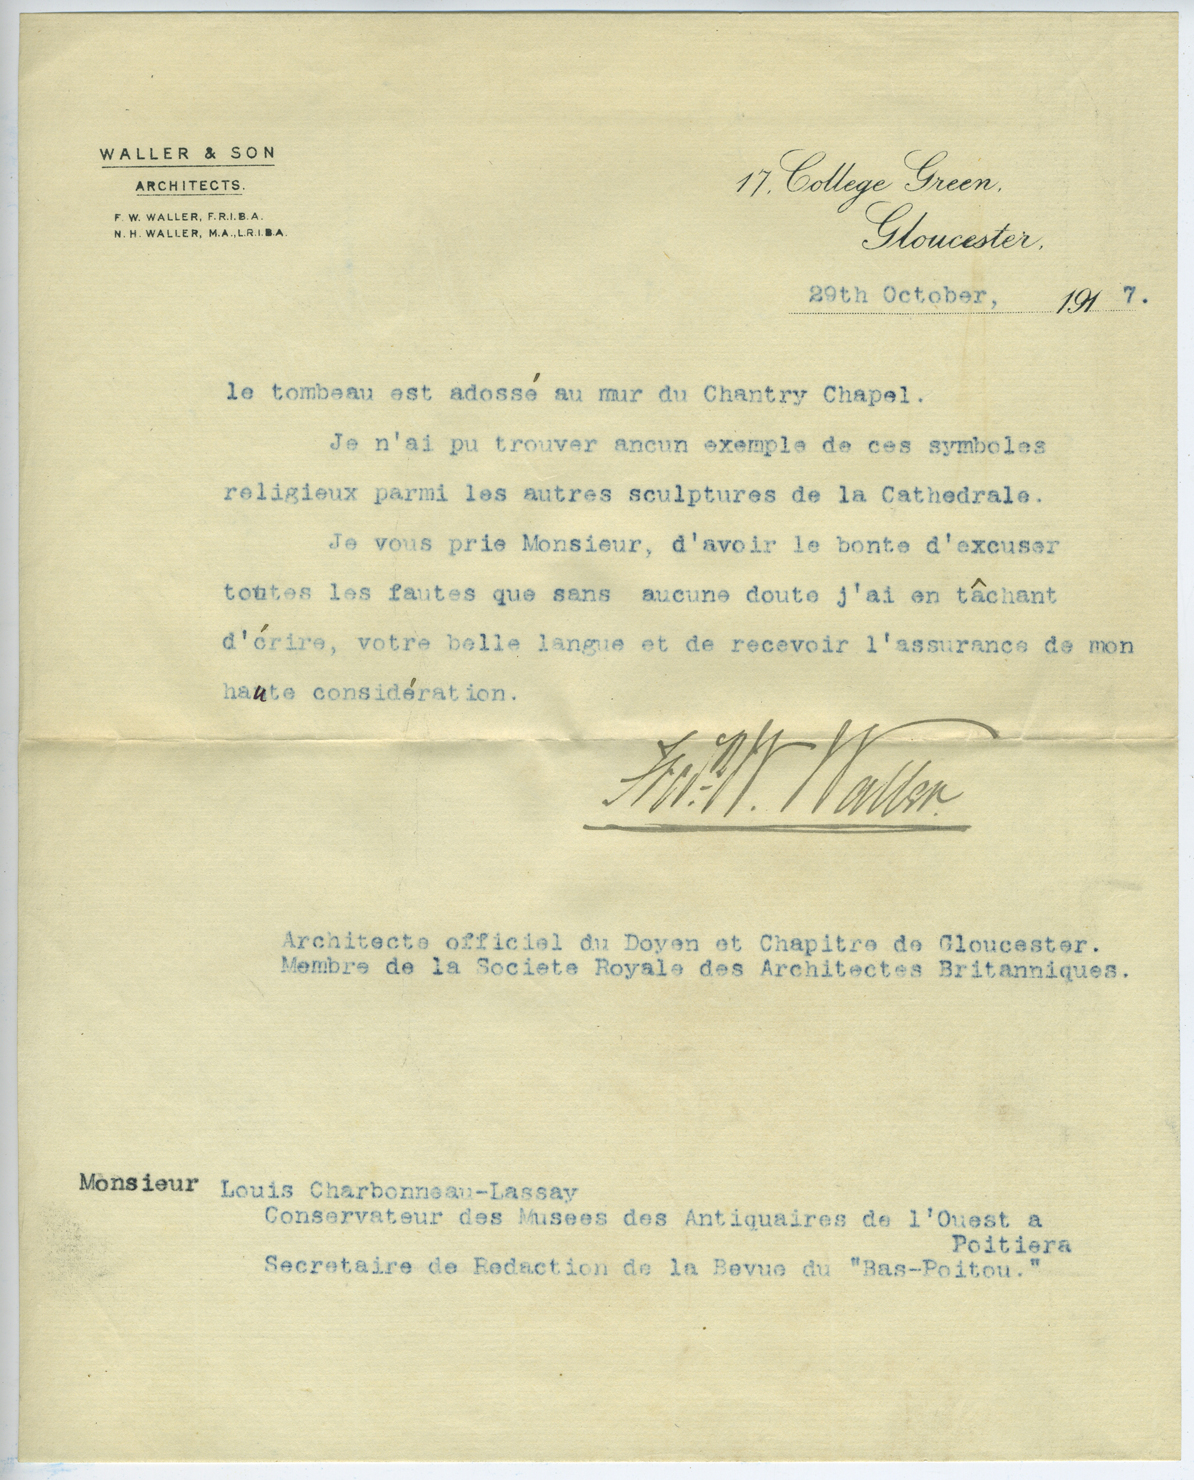 WALLER & SON
ARCHITECTS.
F. W. WALLER, F.R.I.B.A.
N. H. WALLER, M.A., L.R.I.B.A.
17, College Green,
Gloucester,
29th October, 1917.
le tombeau est adossé au mur du Chantry Chapel.
Je n'ai pu trouver ancun exemple de ces symboles
religieux parmi les autres sculptures de la Cathedrale.
Je vous prie Monsieur, d'avoir le bonte d'excuser
toutes les fautes que sans aucune doute j'ai en tâchant
d'érire, votre belle langue et de recevoir l'assurance de mon
haute considération.
Fredk W. Waller.
Architecte officiel du Doyen et Chapitre de Gloucester.
Membre de la Societe Royale des Architectes Britanniques.
Monsieur Louis Charbonneau-Lassay
Conservateur des Musees des Antiquaires de l'Ouest a
Poitiera
Secretaire de Redaction de la Bevue du "Bas-Poitou."